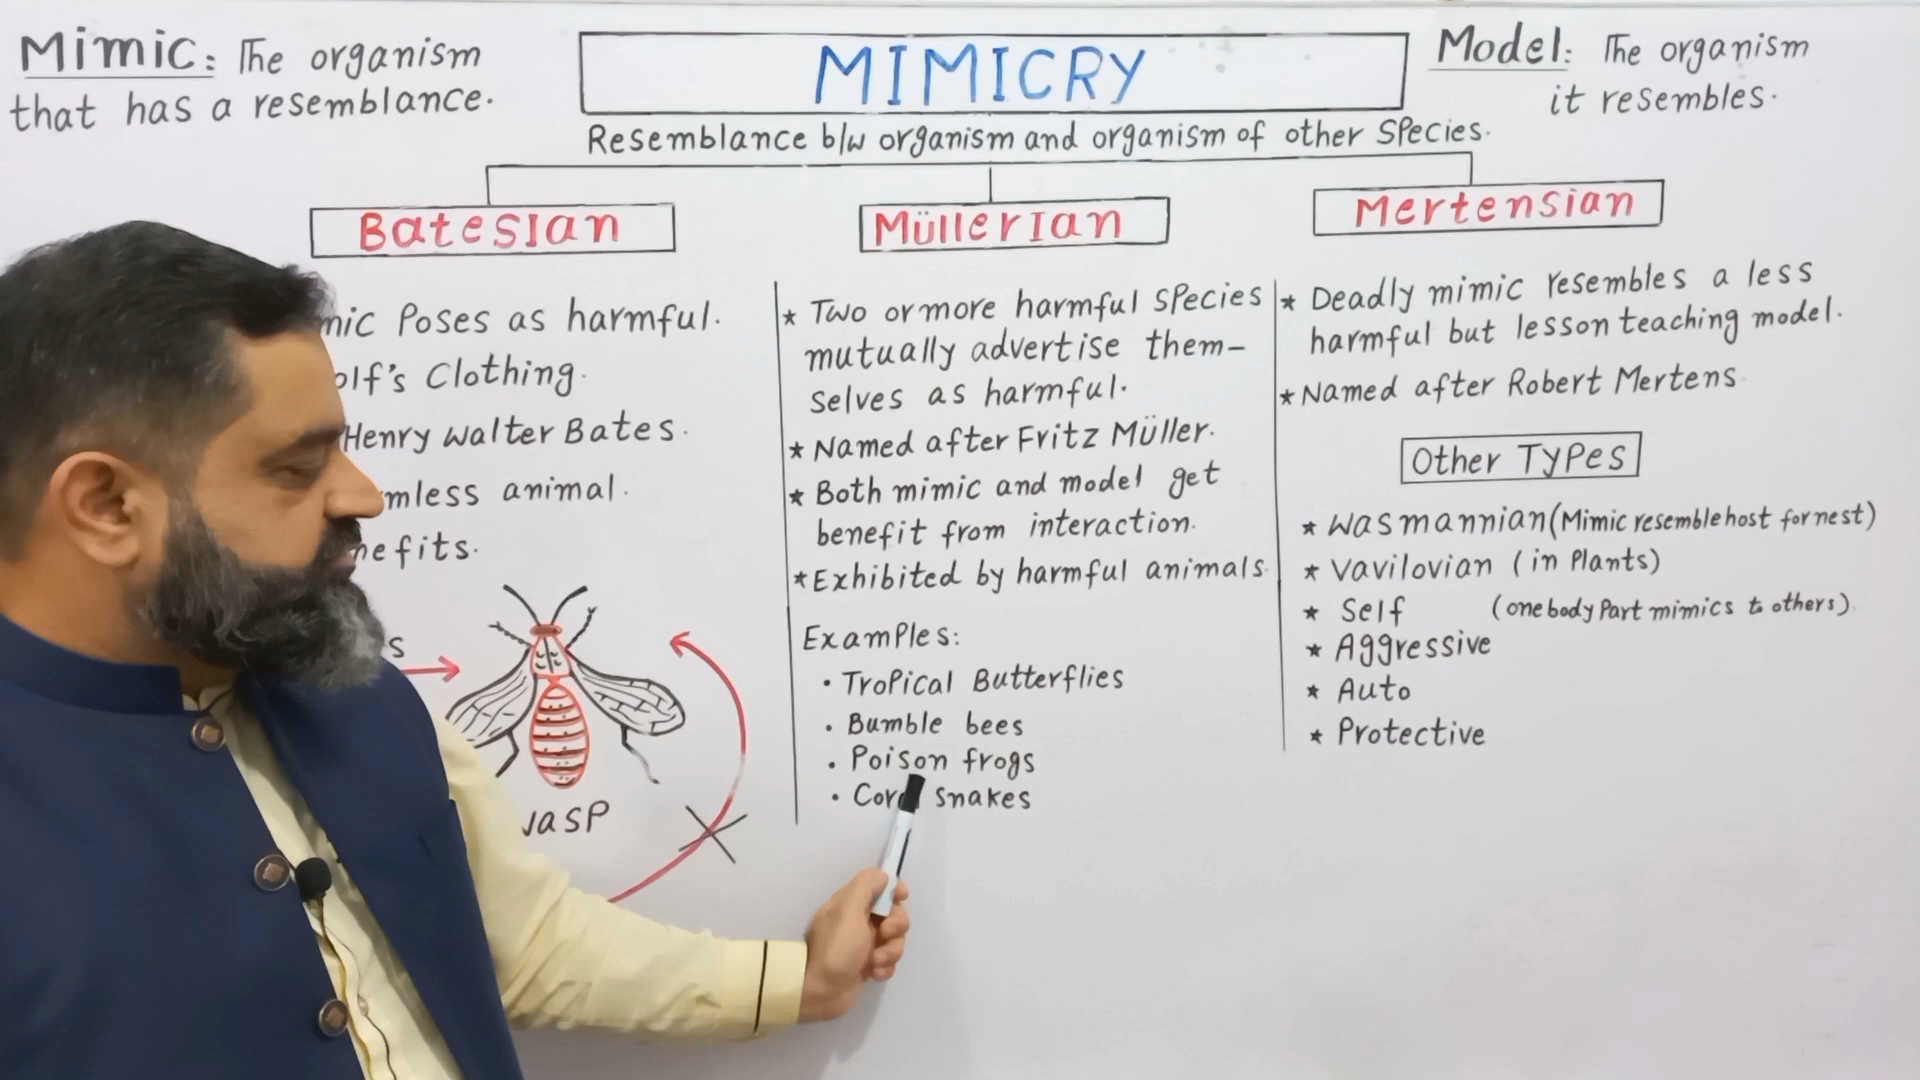 Mimic: The organism
that has a resemblance.
MIMICRY
Resemblance b/w organism and organism of other Species.
Model: The organism
it resembles.
Batesian
Poses as harmful.
Clothing.
Henry Walter Bates.
animal.
Müllerian
* Two or more harmful Species
mutually advertise them-
selves as harmful.
* Named after Fritz Müller.
* Both mimic and model get
benefit from interaction.
* Exhibited by harmful animals.
Examples:
• Tropical Butterflies
• Bumble bees
• Poison frogs
• snakes
Mertensian
* Deadly mimic resembles a less
harmful but lesson teaching model.
* Named after Robert Mertens.
Other Types
* Wasmannian (Mimic resemble host for nest)
* Vavilovian (in Plants)
* Self (one body Part mimics to others)
* Aggressive
* Auto
* Protective